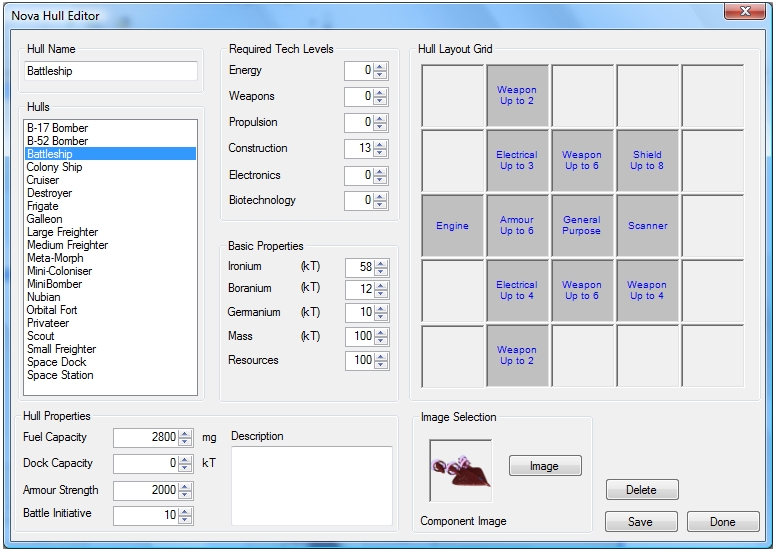 Nova Hull Editor
Hull Name
Battleship
Hulls
B-17 Bomber
B-52 Bomber
Battleship
Colony Ship
Cruiser
Destroyer
Frigate
Galleon
Large Freighter
Medium Freighter
Meta-Morph
Mini-Coloniser
MiniBomber
Nubian
Orbital Fort
Privateer
Scout
Small Freighter
Space Dock
Space Station
Required Tech Levels
Energy 0
Weapons 0
Propulsion 0
Construction 13
Electronics 0
Biotechnology 0
Basic Properties
Ironium (kT) 58
Boranium (kT) 12
Germanium (kT) 10
Mass (kT) 100
Resources 100
Hull Layout Grid
Weapon
Up to 2
Electrical
Up to 3
Weapon
Up to 6
Shield
Up to 8
Engine
Armour
Up to 6
General
Purpose
Scanner
Electrical
Up to 4
Weapon
Up to 6
Weapon
Up to 4
Weapon
Up to 2
Hull Properties
Fuel Capacity 2800 mg
Dock Capacity 0 kT
Armour Strength 2000
Battle Initiative 10
Description
Image Selection
Image
Component Image
Delete
Save
Done